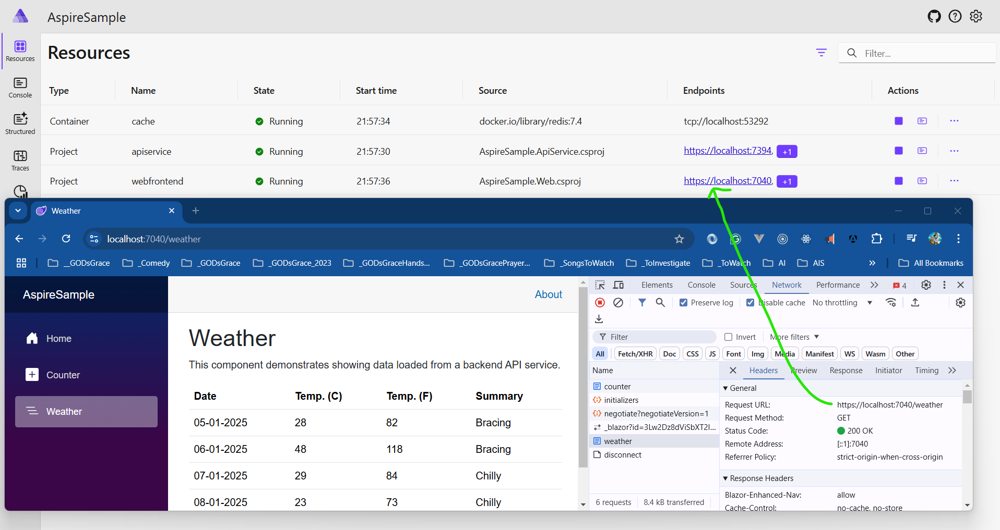 AspireSample
Resources
Resources
Filter...
Console
Structured
Traces
Type Name State Start time Source Endpoints Actions
Container cache Running 21:57:34 docker.io/library/redis:7.4 tcp://localhost:53292
Project apiservice Running 21:57:30 AspireSample.ApiService.csproj https://localhost:7394, +1
Project webfrontend Running 21:57:36 AspireSample.Web.csproj https://localhost:7040, +1
Weather
localhost:7040/weather
__GODsGrace _Comedy _GODsGrace _GODsGrace_2023 _GODsGraceHands... _GODsGracePrayer... _SongsToWatch _ToInvestigate _ToWatch AI AIS » All Bookmarks
AspireSample
Home
Counter
Weather
About
Weather
This component demonstrates showing data loaded from a backend API service.
Date Temp. (C) Temp. (F) Summary
05-01-2025 28 82 Bracing
06-01-2025 48 118 Bracing
07-01-2025 29 84 Chilly
08-01-2025 23 73 Chilly
Elements Console Sources Network Performance 4
Preserve log Disable cache No throttling
Filter Invert More filters
All Fetch/XHR Doc CSS JS Font Img Media Manifest WS Wasm Other
Name
counter
initializers
negotiate?negotiateVersion=1
_blazor?id=3Lw2Dz8dViSbXT2I...
weather
disconnect
6 requests 8.4 kB transferred
Headers Preview Response Initiator Timing
General
Request URL: https://localhost:7040/weather
Request Method: GET
Status Code: 200 OK
Remote Address: [::1]:7040
Referrer Policy: strict-origin-when-cross-origin
Response Headers
Blazor-Enhanced-Nav: allow
Cache-Control: no-cache, no-store